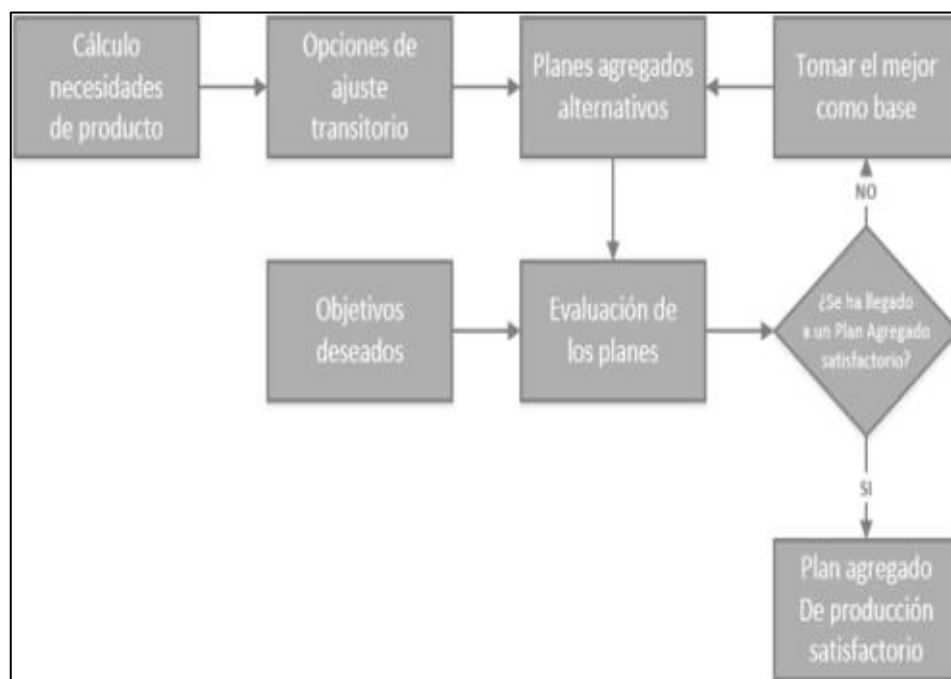 Cálculo
necesidades
de producto
Opciones de
ajuste
transitorio
Planes agregados
alternativos
Tomar el mejor
como base
NO
Objetivos
deseados
Evaluación de
los planes
¿Se ha llegado
a un Plan Agregado
satisfactorio?
SI
Plan agregado
De producción
satisfactorio